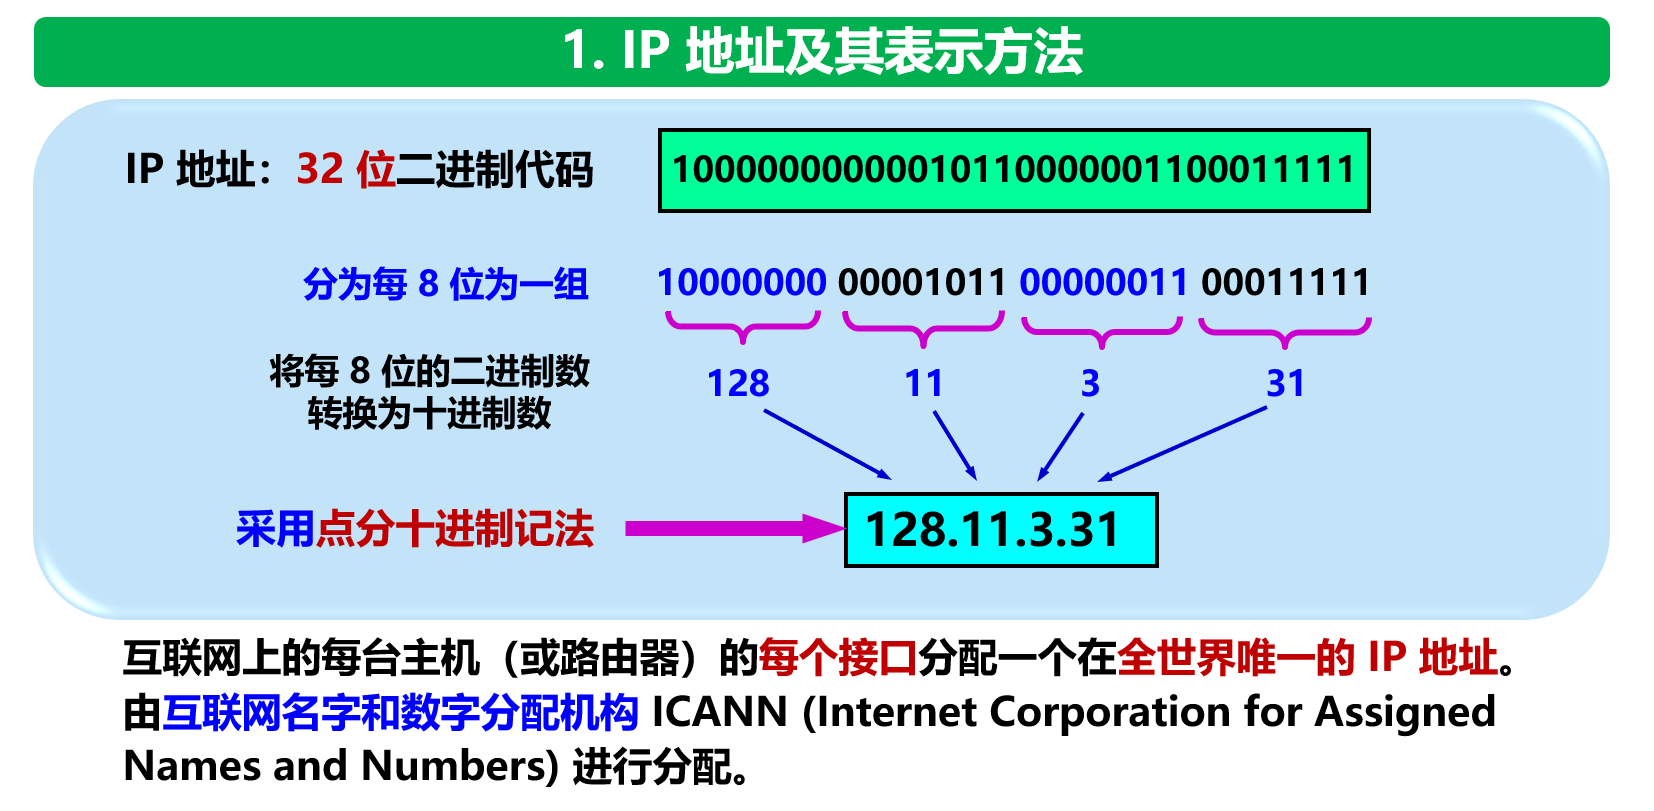 1. IP 地址及其表示方法
IP 地址：32 位二进制代码
10000000000010110000001100011111
分为每 8 位为一组
10000000 00001011 00000011 00011111
将每 8 位的二进制数
转换为十进制数
128 11 3 31
采用点分十进制记法
128.11.3.31
互联网上的每台主机（或路由器）的每个接口分配一个在全世界唯一的 IP 地址。
由互联网名字和数字分配机构 ICANN (Internet Corporation for Assigned
Names and Numbers) 进行分配。